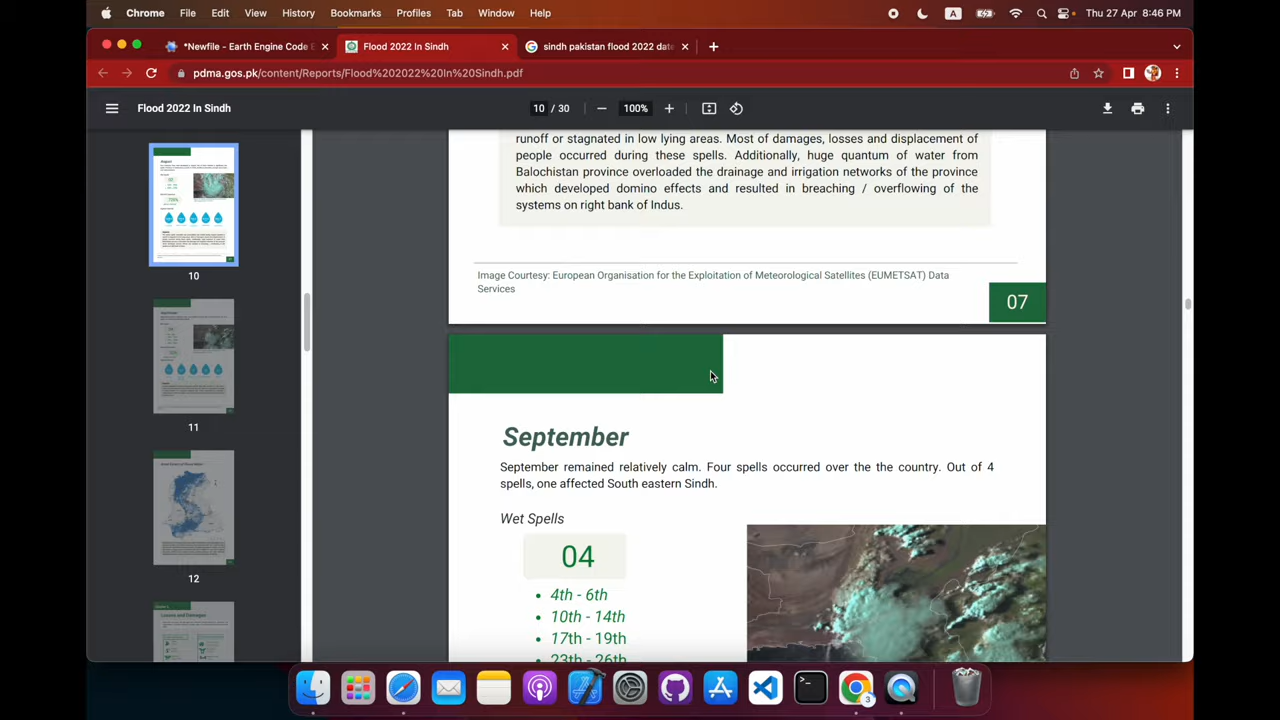 Chrome File Edit View History Bookmarks Profiles Tab Window Help A Thu 27 Apr 8:46 PM
*Newfile - Earth Engine Code Flood 2022 In Sindh sindh pakistan flood 2022 date
pdma.gos.pk/content/Reports/Flood%202022%20In%20Sindh.pdf
Flood 2022 In Sindh 10 / 30 100%
10
11
12
runoff or stagnated in low lying areas. Most of damages, losses and displacement of
people occurred during these spells. Additionally, huge quantum of water from
Balochistan province overloaded the drainage and irrigation networks of the province
which developed domino effects and resulted in breaching / overflowing of the
systems on right bank of Indus.
Image Courtesy: European Organisation for the Exploitation of Meteorological Satellites (EUMETSAT) Data
Services
07
September
September remained relatively calm. Four spells occurred over the the country. Out of 4
spells, one affected South eastern Sindh.
Wet Spells
04
• 4th - 6th
• 10th - 14th
• 17th - 19th
23th - 26th
3